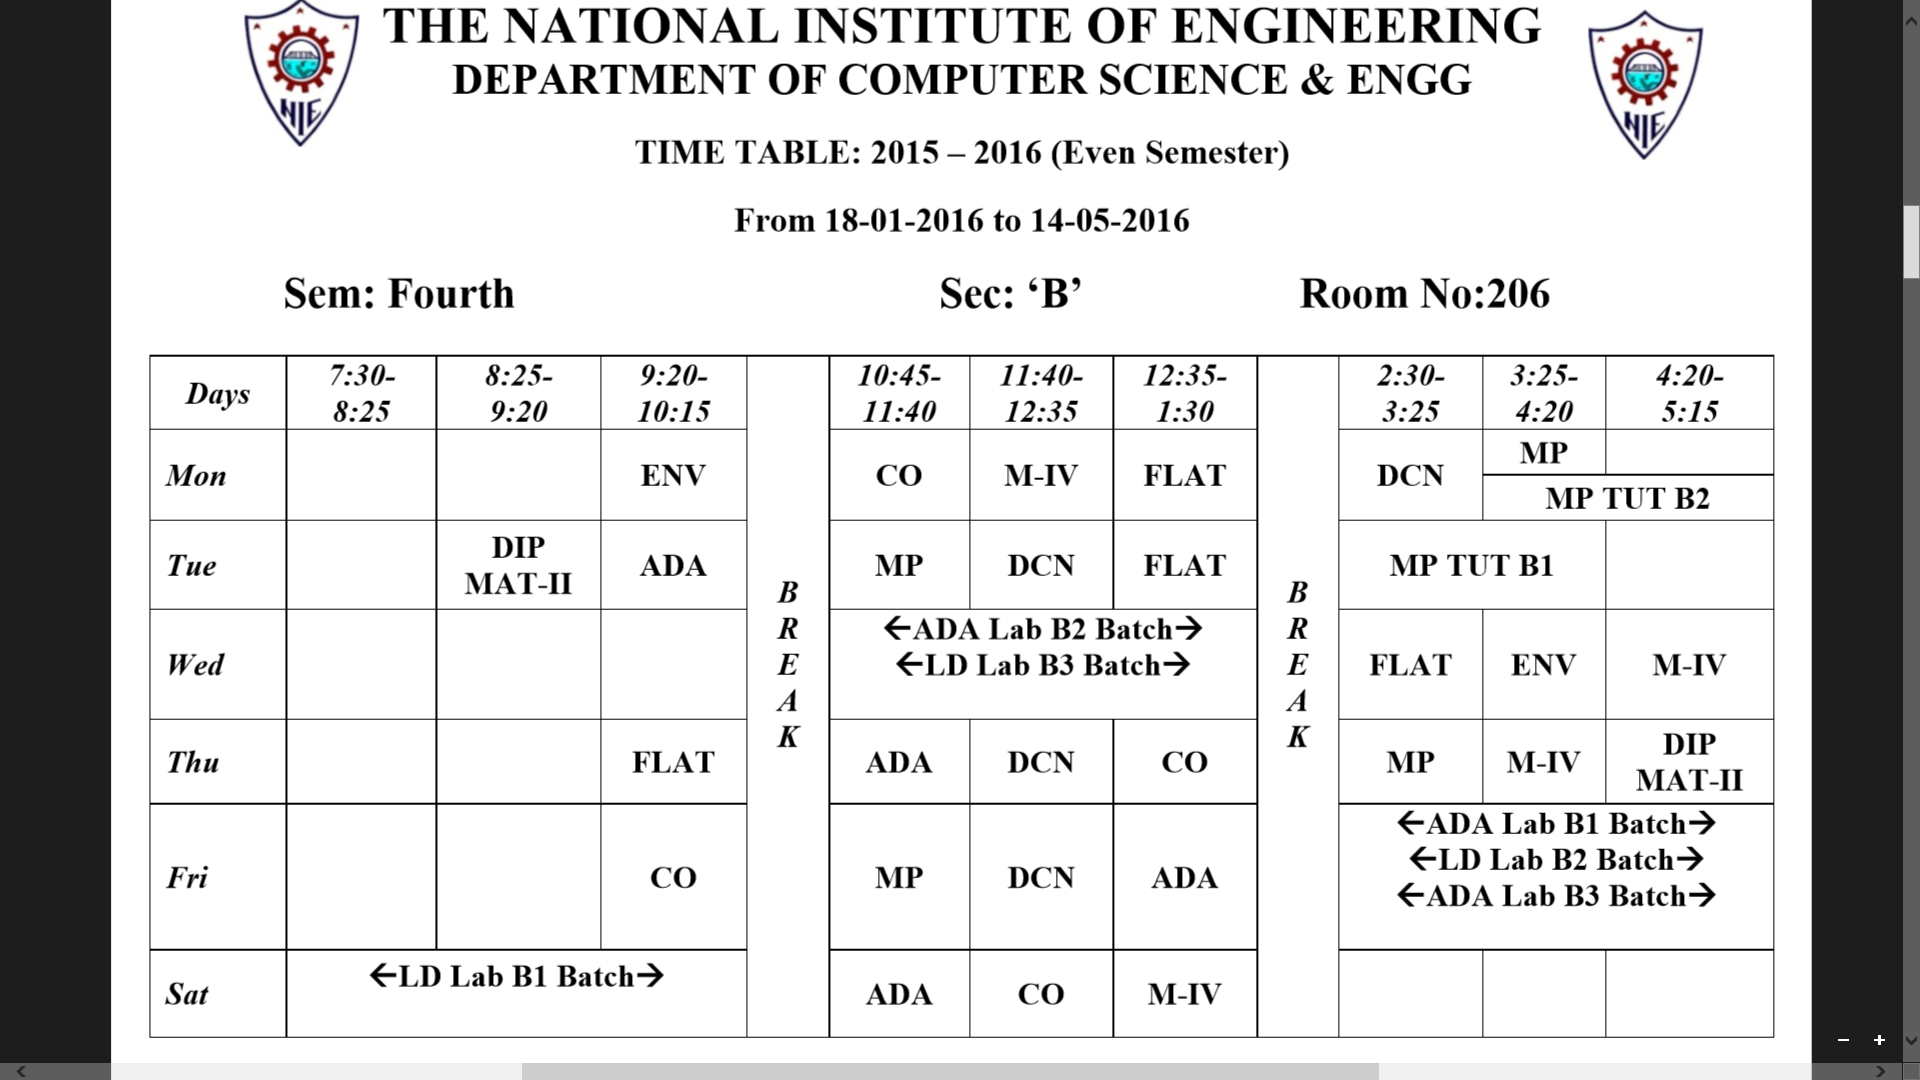 THE NATIONAL INSTITUTE OF ENGINEERING
DEPARTMENT OF COMPUTER SCIENCE & ENGG
NIE
NIE
TIME TABLE: 2015 – 2016 (Even Semester)
From 18-01-2016 to 14-05-2016
Sem: Fourth Sec: ‘B’ Room No:206
Days 7:30-8:25 8:25-9:20 9:20-10:15 BREAK 10:45-11:40 11:40-12:35 12:35-1:30 BREAK 2:30-3:25 3:25-4:20 4:20-5:15
Mon ENV CO M-IV FLAT DCN MP
MP TUT B2
Tue DIP MAT-II ADA MP DCN FLAT MP TUT B1
Wed ←ADA Lab B2 Batch→
←LD Lab B3 Batch→
FLAT ENV M-IV
Thu FLAT ADA DCN CO MP M-IV DIP MAT-II
Fri CO MP DCN ADA ←ADA Lab B1 Batch→
←LD Lab B2 Batch→
←ADA Lab B3 Batch→
Sat ←LD Lab B1 Batch→ ADA CO M-IV